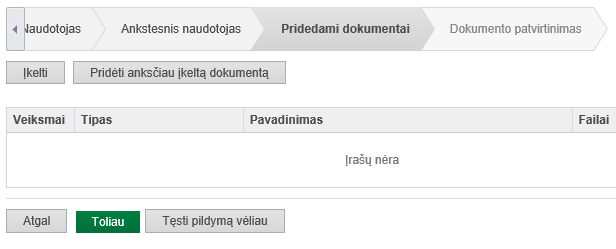 Naudotojas Ankstesnis naudotojas Pridedami dokumentai Dokumento patvirtinimas
Įkelti Pridėti anksčiau įkeltą dokumentą
Veiksmai Tipas Pavadinimas Failai
Įrašų nėra
Atgal Toliau Tęsti pildymą vėliau